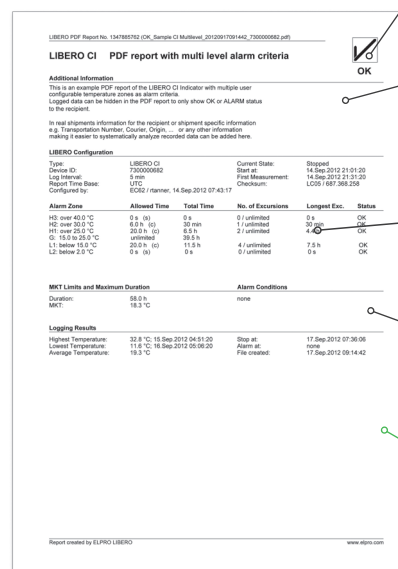 LIBERO PDF Report No. 1347865762 (OK_Sample CI Multilevel_20120917091442_7300000682.pdf)
LIBERO CI PDF report with multi level alarm criteria
OK
Additional Information
This is an example PDF report of the LIBERO CI Indicator with multiple user
configurable temperature zones as alarm criteria.
Logged data can be hidden in the PDF report to only show OK or ALARM status
to the recipient.
In real shipments information for the recipient or shipment specific information
e.g. Transportation Number, Courier, Origin, ... or any other information
making it easier to systematically analyze recorded data can be added here.
LIBERO Configuration
Type: LIBERO CI Current State: Stopped
Device ID: 7300000682 Start at: 14.Sep.2012 21:01:20
Log Interval: 5 min First Measurement: 14.Sep.2012 21:31:20
Report Time Base: UTC Checksum: LC05 / 687.368.258
Configured by: EC62 / rtanner, 14.Sep.2012 07:43:17
Alarm Zone Allowed Time Total Time No. of Excursions Longest Exc. Status
H3: over 40.0 °C 0 s (s) 0 s 0 / unlimited 0 s OK
H2: over 30.0 °C 6.0 h (c) 30 min 1 / unlimited 30 min OK
H1: over 25.0 °C 20.0 h (c) 6.5 h 2 / unlimited 4.4 h OK
G: 15.0 to 25.0 °C unlimited 39.5 h
L1: below 15.0 °C 20.0 h (c) 11.5 h 4 / unlimited 7.5 h OK
L2: below 2.0 °C 0 s (s) 0 s 0 / unlimited 0 s OK
MKT Limits and Maximum Duration Alarm Conditions
Duration: 58.0 h none
MKT: 18.3 °C
Logging Results
Highest Temperature: 32.8 °C; 15.Sep.2012 04:51:20 Stop at: 17.Sep.2012 07:36:06
Lowest Temperature: 11.6 °C; 16.Sep.2012 05:06:20 Alarm at: none
Average Temperature: 19.3 °C File created: 17.Sep.2012 09:14:42
Report created by ELPRO LIBERO www.elpro.com